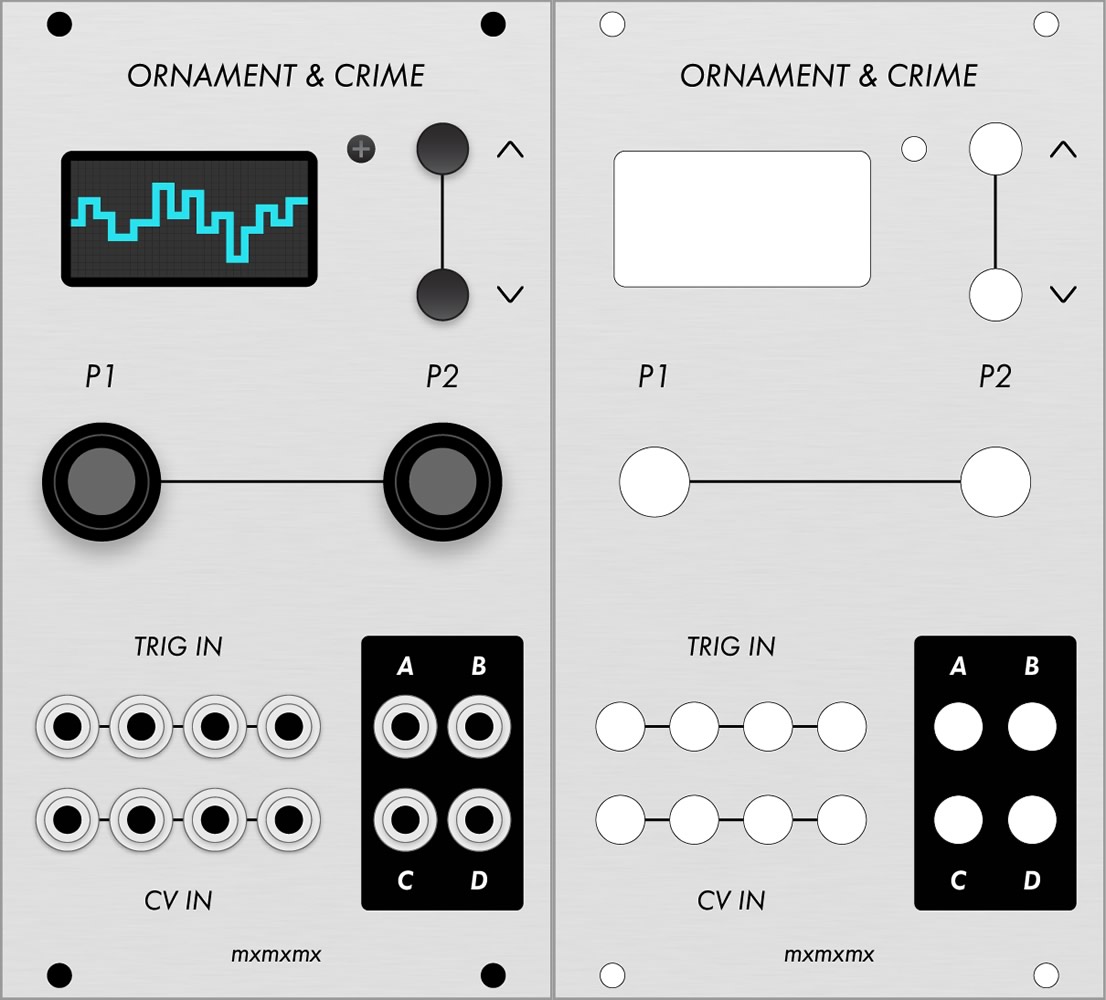 ORNAMENT & CRIME
P1 P2
TRIG IN
A B
C D
CV IN
mxmxmx
ORNAMENT & CRIME
P1 P2
TRIG IN
A B
C D
CV IN
mxmxmx